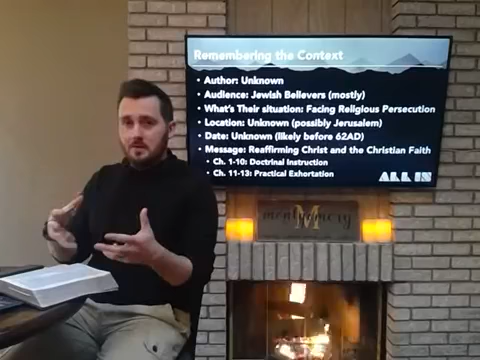 Remembering the Context
• Author: Unknown
• Audience: Jewish Believers (mostly)
• What's Their situation: Facing Religious Persecution
• Location: Unknown (possibly Jerusalem)
• Date: Unknown (likely before 62AD)
• Message: Reaffirming Christ and the Christian Faith
• Ch. 1-10: Doctrinal Instruction
• Ch. 11-13: Practical Exhortation
ALL IN
M
montgomery